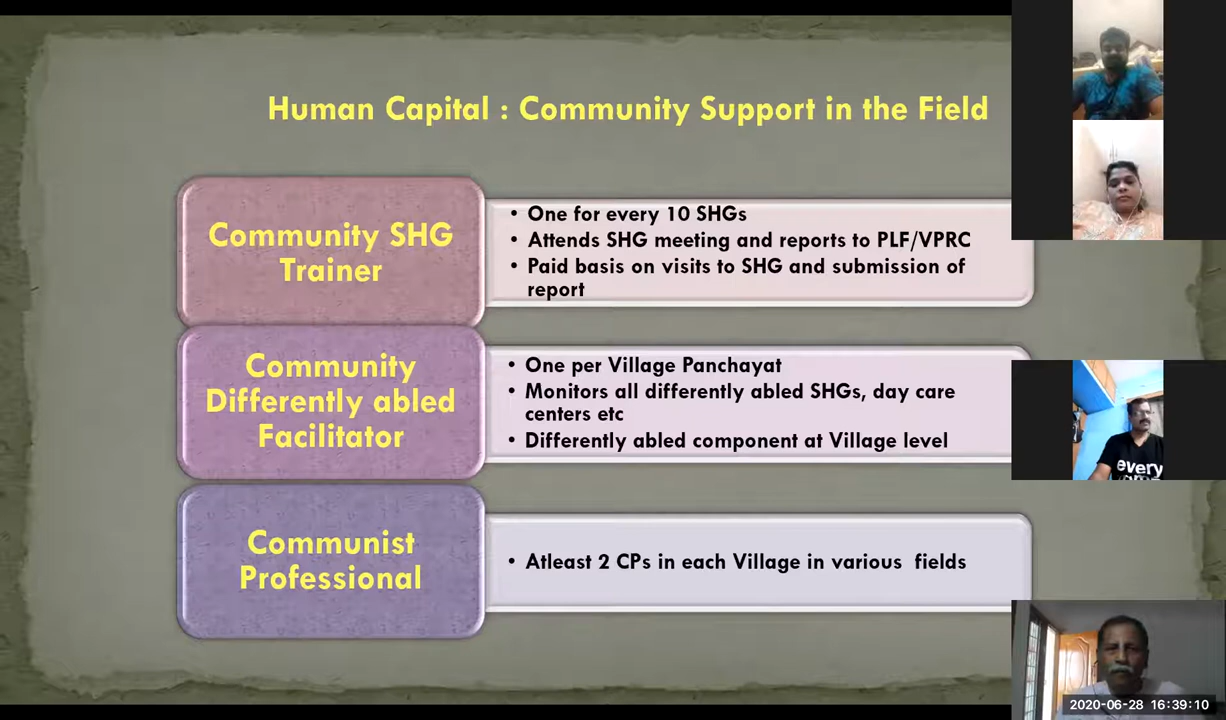 Human Capital : Community Support in the Field
Community SHG
Trainer
• One for every 10 SHGs
• Attends SHG meeting and reports to PLF/VPRC
• Paid basis on visits to SHG and submission of
report
Community
Differently abled
Facilitator
• One per Village Panchayat
• Monitors all differently abled SHGs, day care
centers etc
• Differently abled component at Village level
Communist
Professional
• Atleast 2 CPs in each Village in various fields
every
2020-06-28 16:39:10